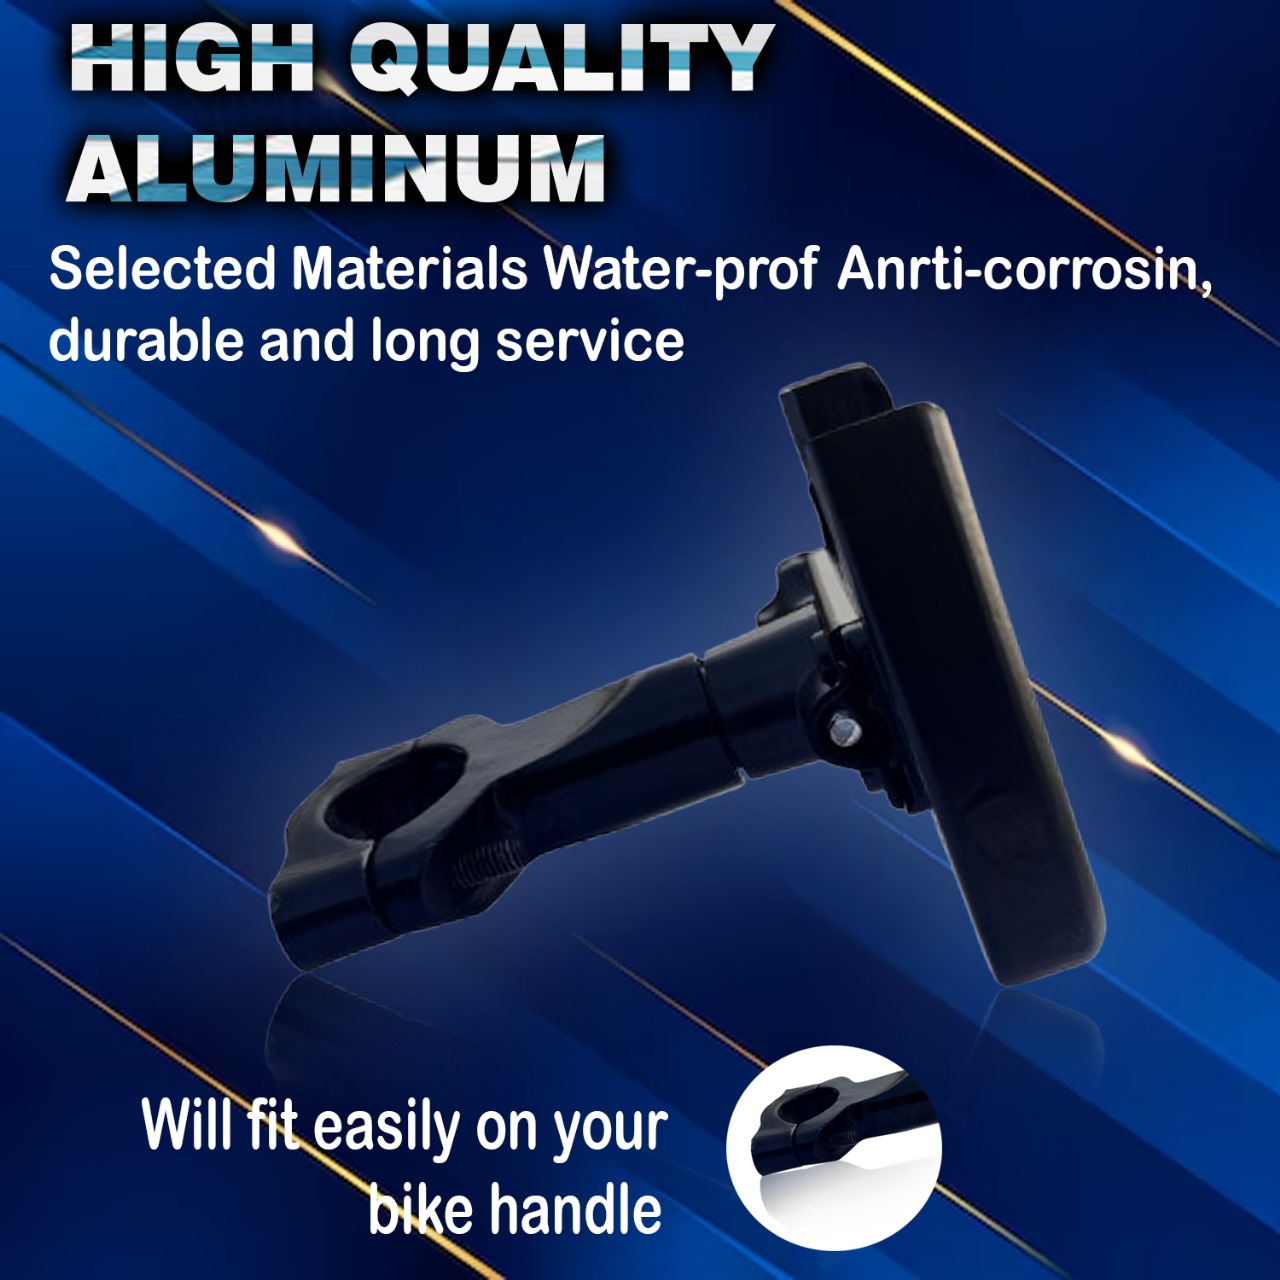 HIGH QUALITY
ALUMINUM
Selected Materials Water-prof Anrti-corrosin,
durable and long service
Will fit easily on your
bike handle